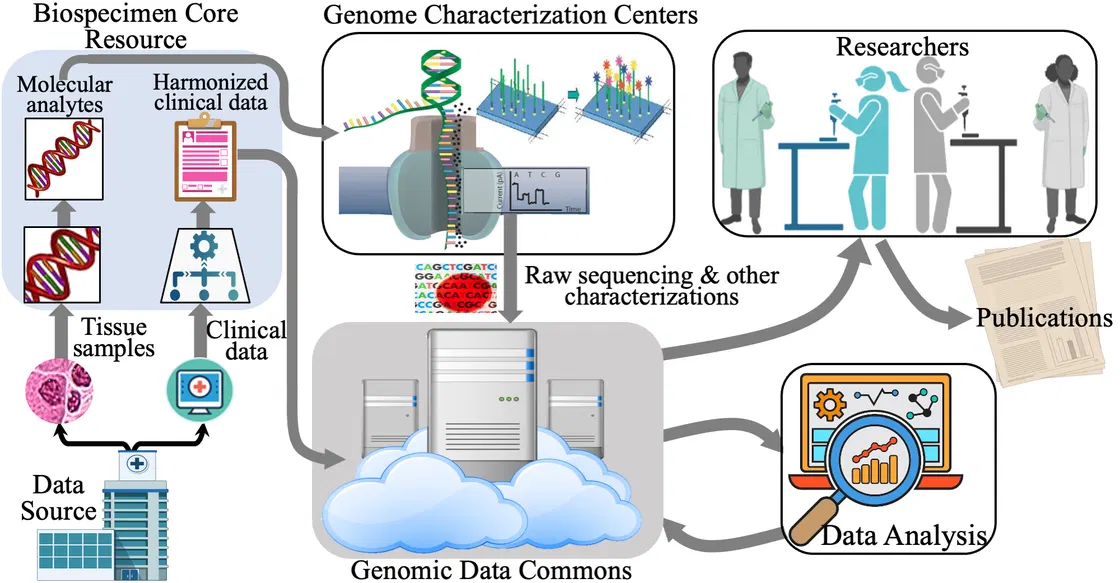 Biospecimen Core
Resource
Molecular
analytes
Harmonized
clinical data
Tissue
samples
Clinical
data
Data
Source
Genome Characterization Centers
A T C G
Current (pA)
Time
Raw sequencing & other
characterizations
CAGCTCGATC
Genomic Data Commons
Researchers
Publications
Data Analysis